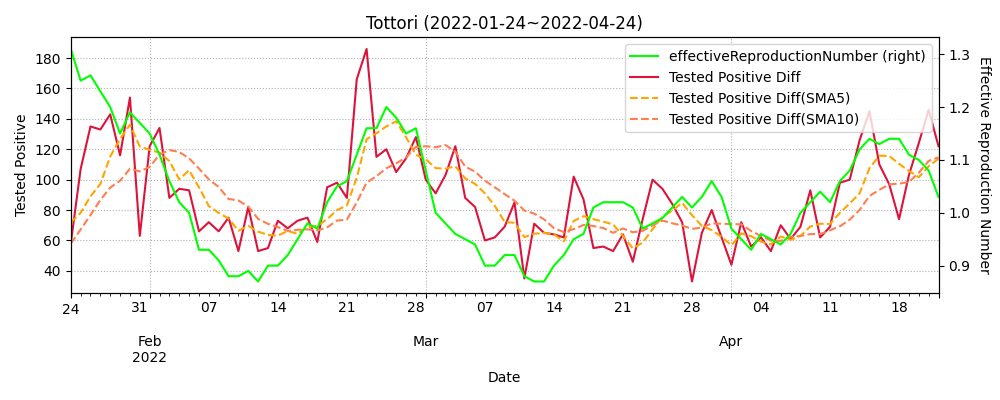 Tottori (2022-01-24~2022-04-24)
effectiveReproductionNumber (right)
Tested Positive Diff
Tested Positive Diff(SMA5)
Tested Positive Diff(SMA10)
Tested Positive
180
160
140
120
100
80
60
40
1.3
1.2
1.1
1.0
0.9
Effective Reproduction Number
24 31 07 14 21 28 07 14 21 28 04 11 18
Feb Mar Apr
2022
Date